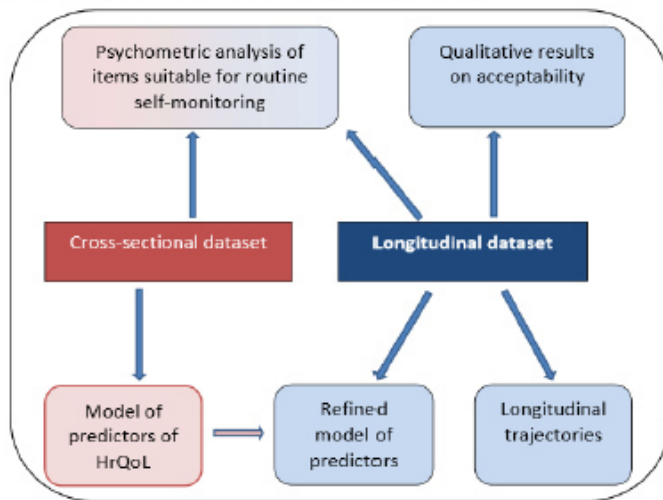 Psychometric analysis of
items suitable for routine
self-monitoring
Qualitative results
on acceptability
Cross-sectional dataset
Longitudinal dataset
Model of
predictors of
HrQoL
Refined
model of
predictors
Longitudinal
trajectories